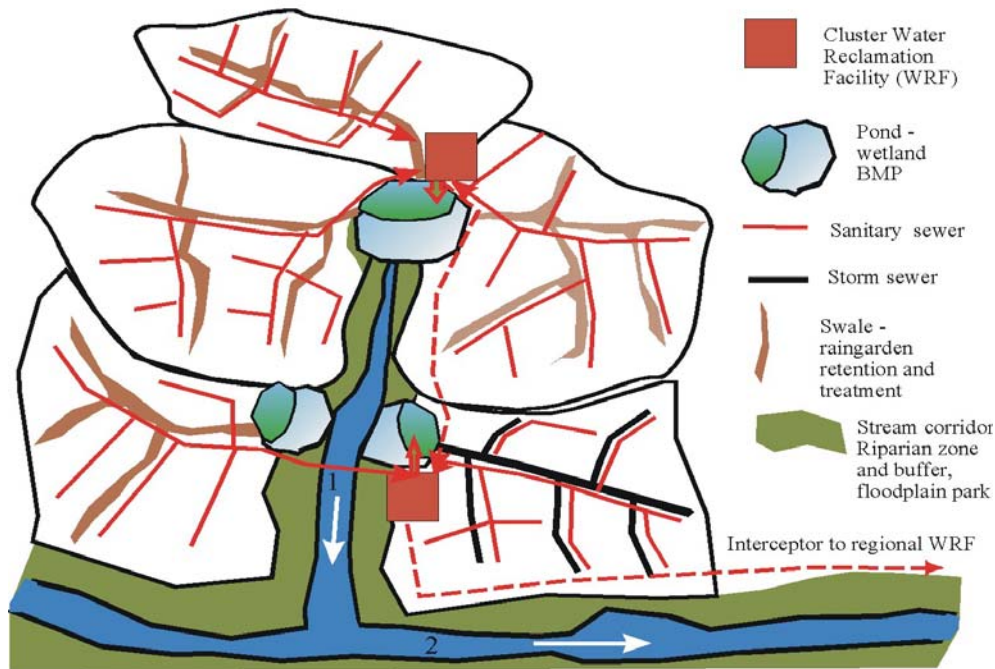 Cluster Water
Reclamation
Facility (WRF)
Pond -
wetland
BMP
Sanitary sewer
Storm sewer
Swale -
raingarden
retention and
treatment
Stream corridor
Riparian zone
and buffer,
floodplain park
Interceptor to regional WRF
1
2